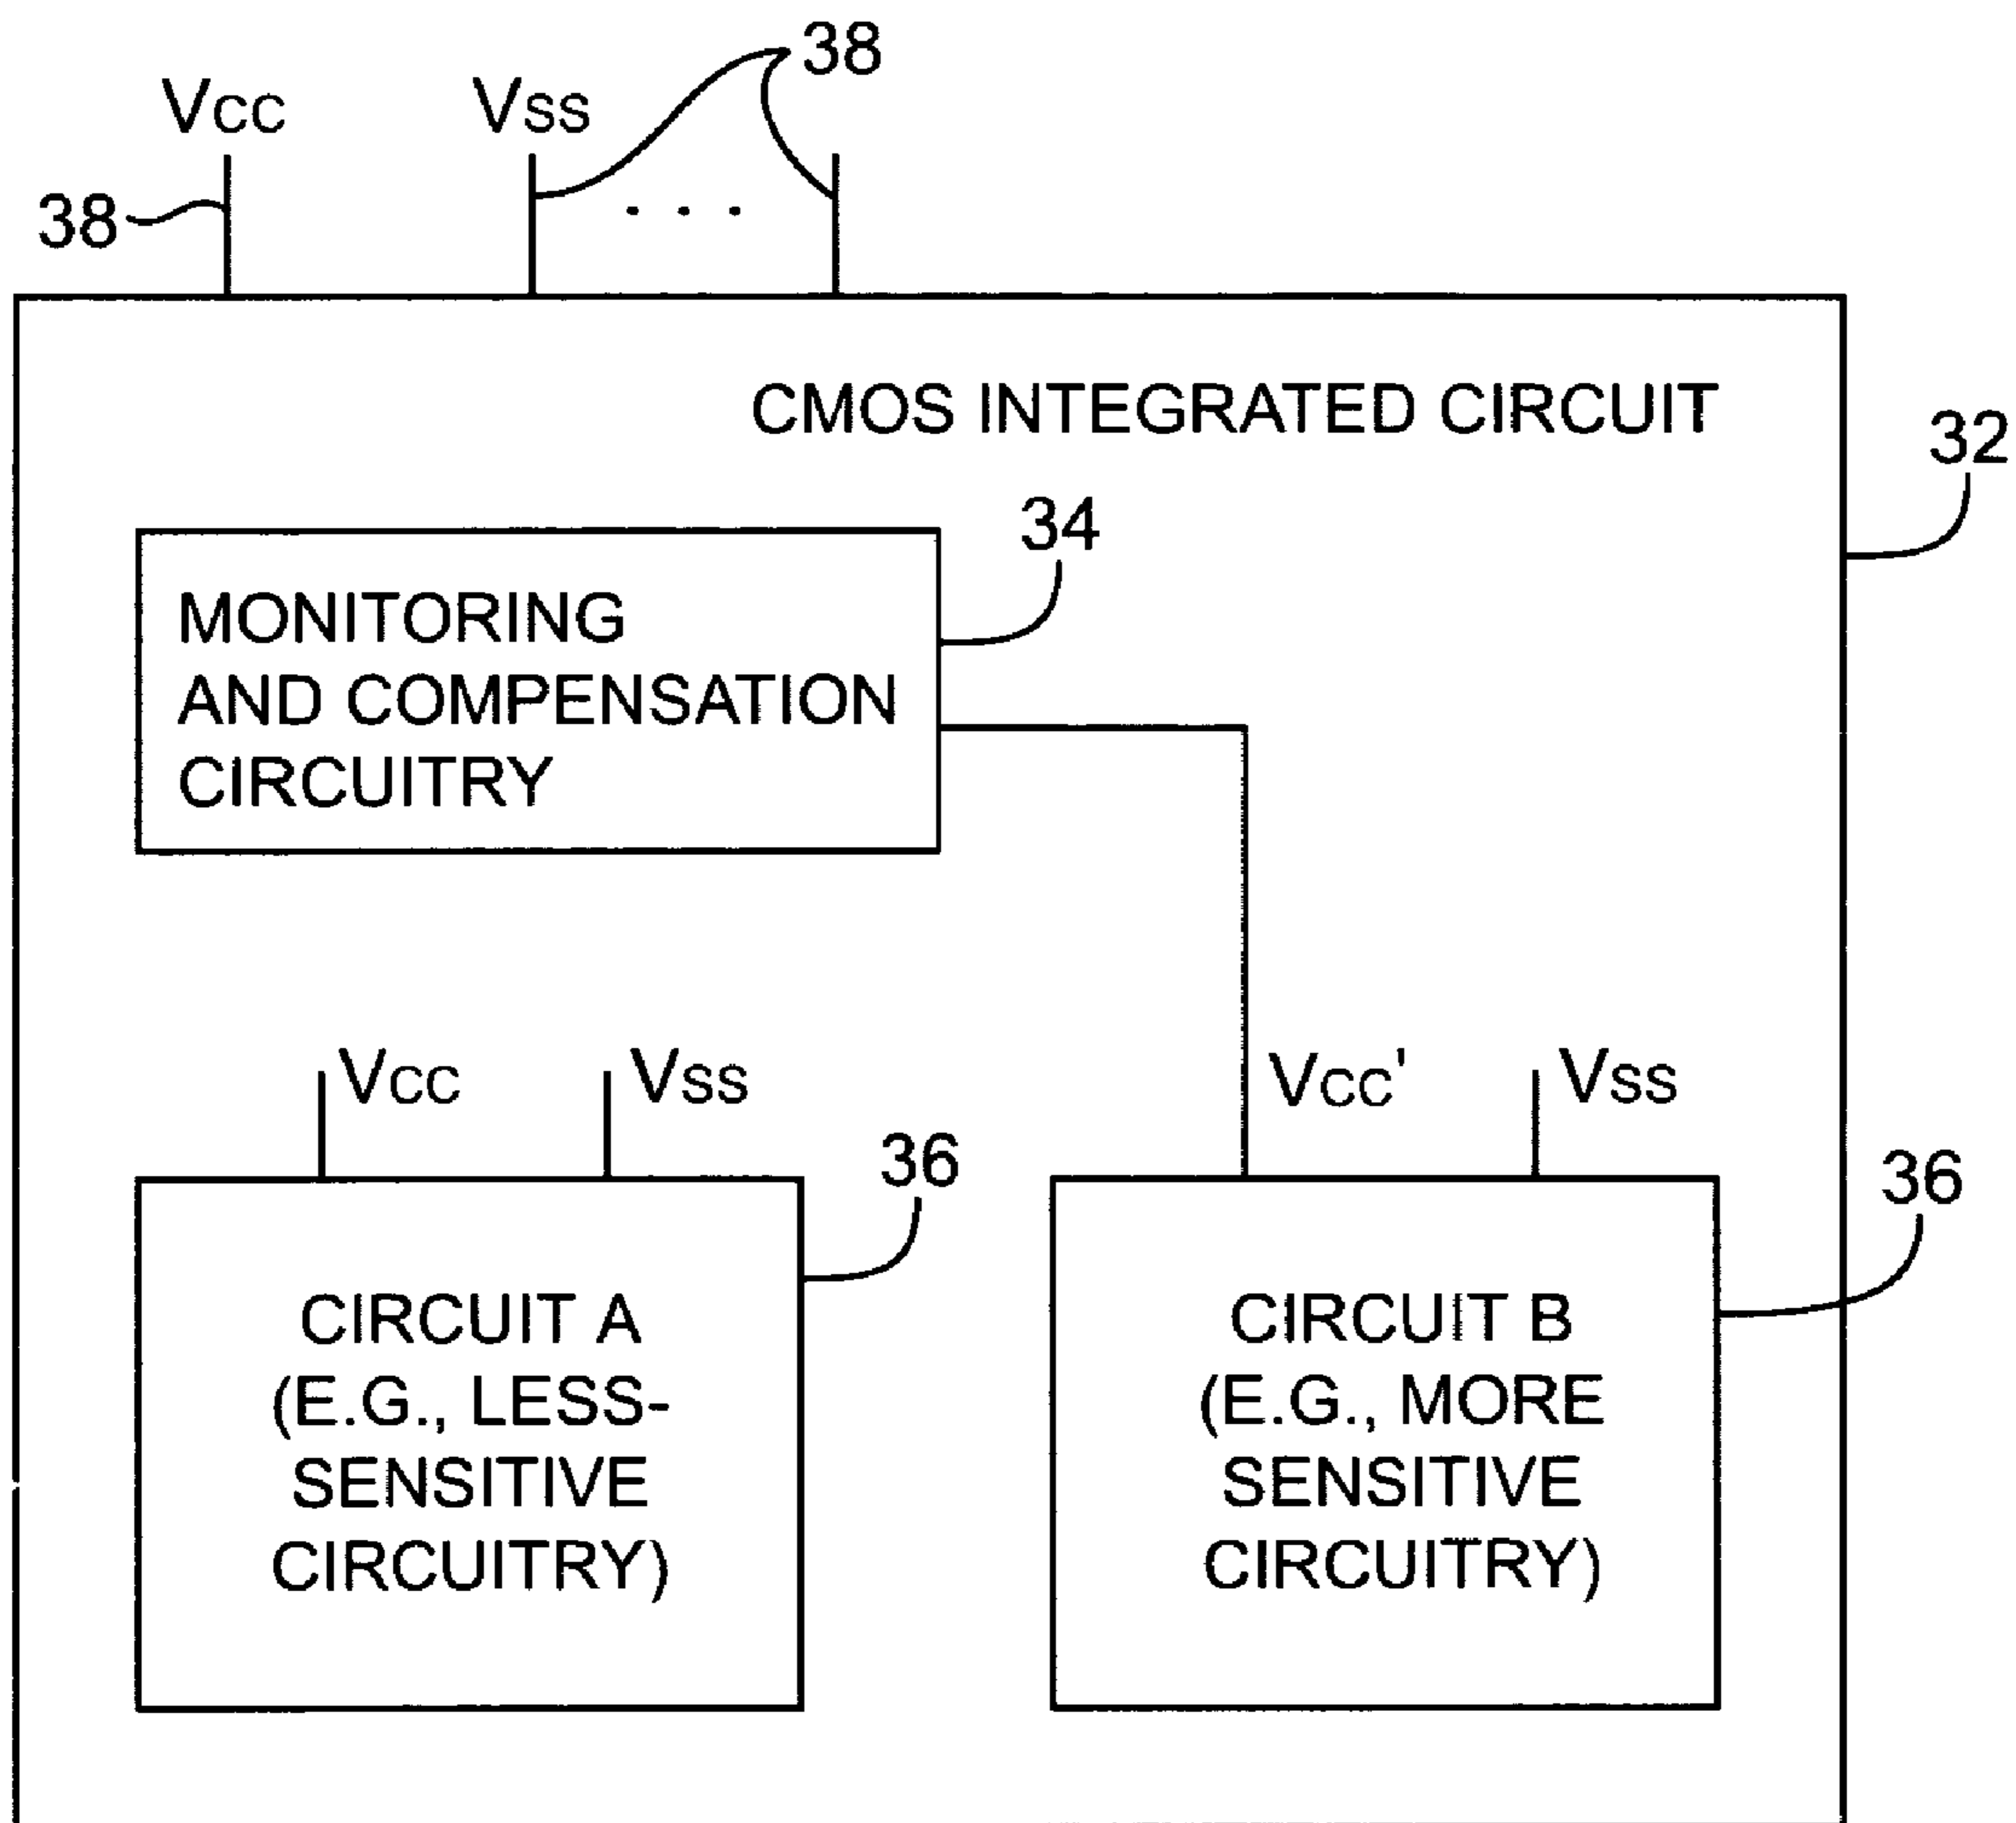 38
Vcc
Vss
38
CMOS INTEGRATED CIRCUIT
32
34
MONITORING
AND COMPENSATION
CIRCUITRY
Vcc
Vss
Vcc'
Vss
36
36
CIRCUIT A
(E.G., LESS-
SENSITIVE
CIRCUITRY)
CIRCUIT B
(E.G., MORE
SENSITIVE
CIRCUITRY)